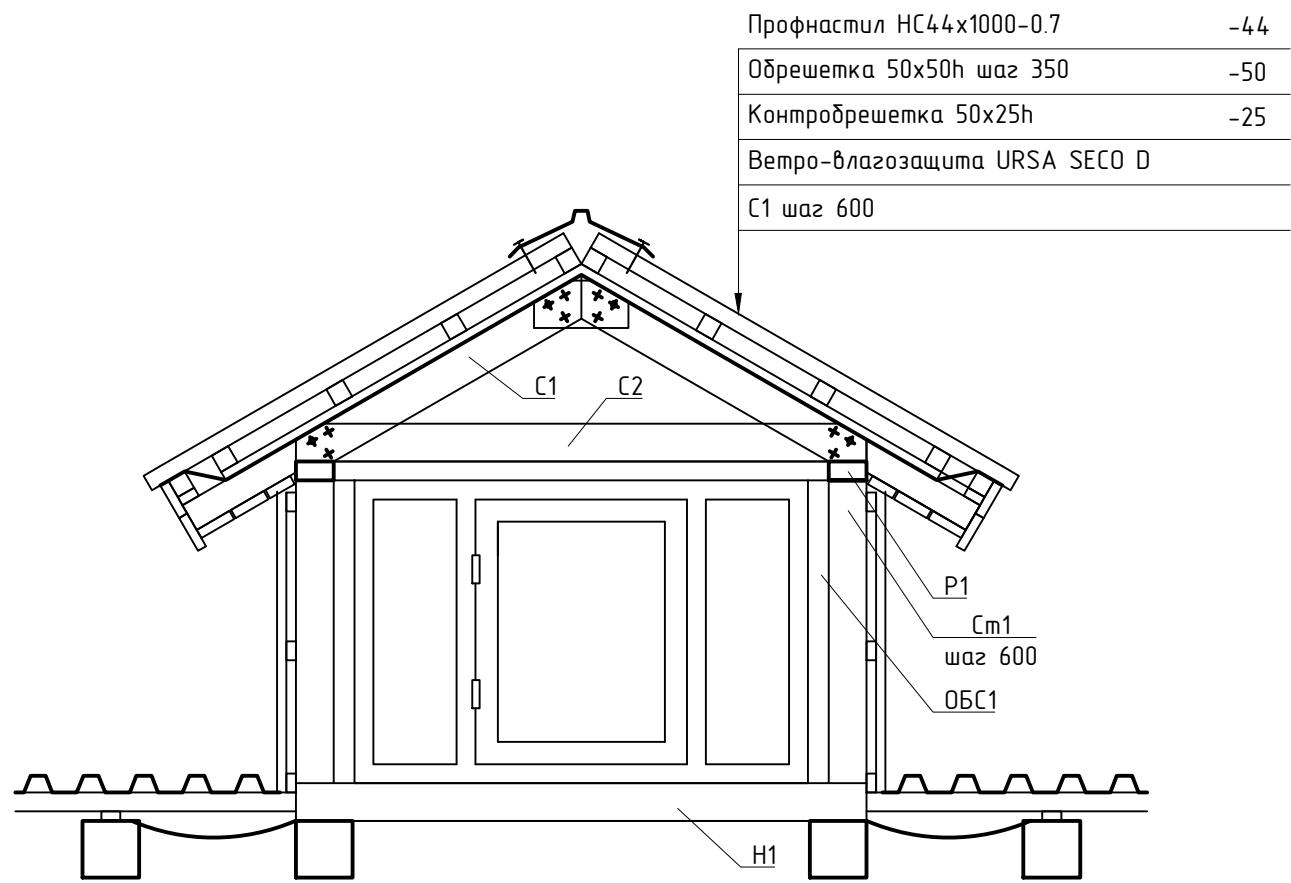 Профнастил НС44х1000-0.7 -44
Обрешетка 50х50h шаг 350 -50
Контробрешетка 50х25h -25
Ветро-влагозащита URSA SECO D
С1 шаг 600
С1
С2
Р1
Ст1
шаг 600
ОБС1
Н1